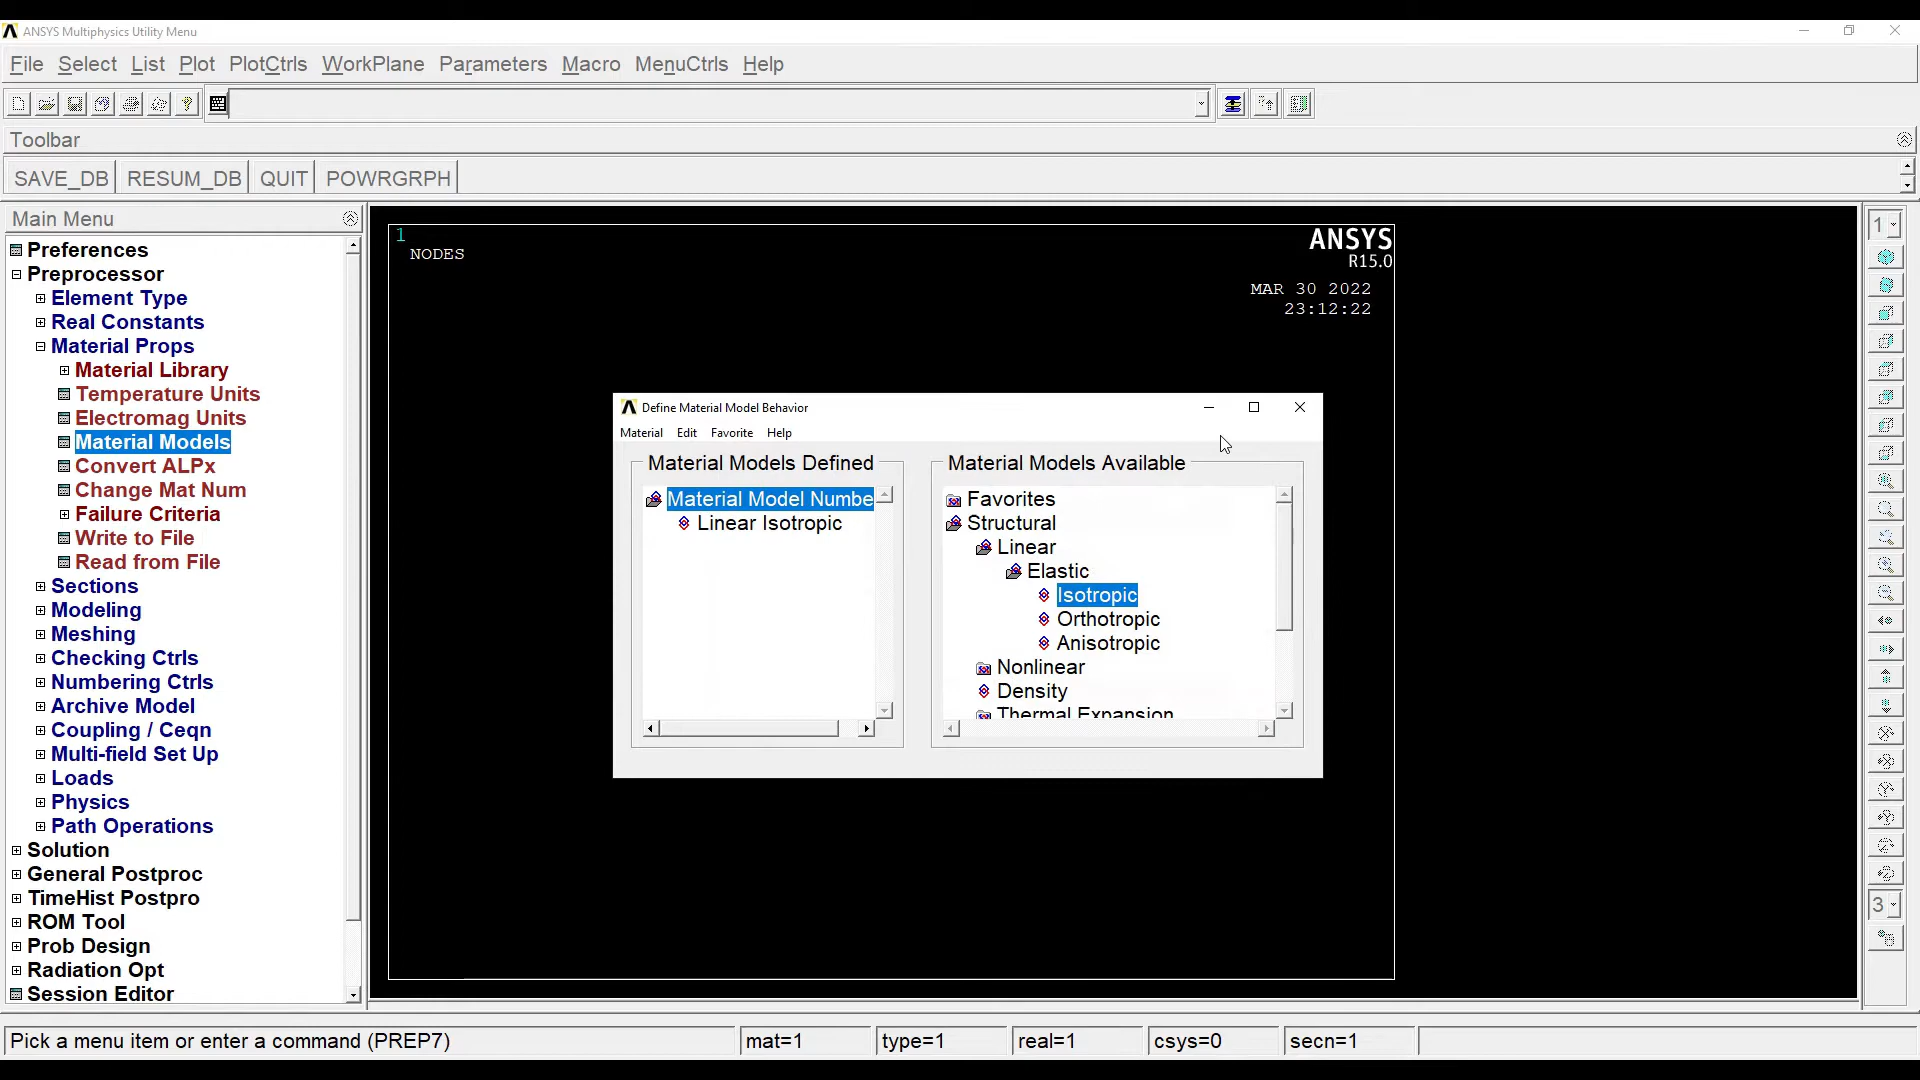 ANSYS Multiphysics Utility Menu
File Select List Plot PlotCtrls WorkPlane Parameters Macro MenuCtrls Help
Toolbar
SAVE_DB RESUM_DB QUIT POWRGRPH
Main Menu
Preferences
Preprocessor
Element Type
Real Constants
Material Props
Material Library
Temperature Units
Electromag Units
Material Models
Convert ALPx
Change Mat Num
Failure Criteria
Write to File
Read from File
Sections
Modeling
Meshing
Checking Ctrls
Numbering Ctrls
Archive Model
Coupling / Ceqn
Multi-field Set Up
Loads
Physics
Path Operations
Solution
General Postproc
TimeHist Postpro
ROM Tool
Prob Design
Radiation Opt
Session Editor
1
NODES
ANSYS
R15.0
MAR 30 2022
23:12:22
Define Material Model Behavior
Material Edit Favorite Help
Material Models Defined
Material Model Numbe
Linear Isotropic
Material Models Available
Favorites
Structural
Linear
Elastic
Isotropic
Orthotropic
Anisotropic
Nonlinear
Density
Thermal Expansion
1
3
Pick a menu item or enter a command (PREP7) mat=1 type=1 real=1 csys=0 secn=1